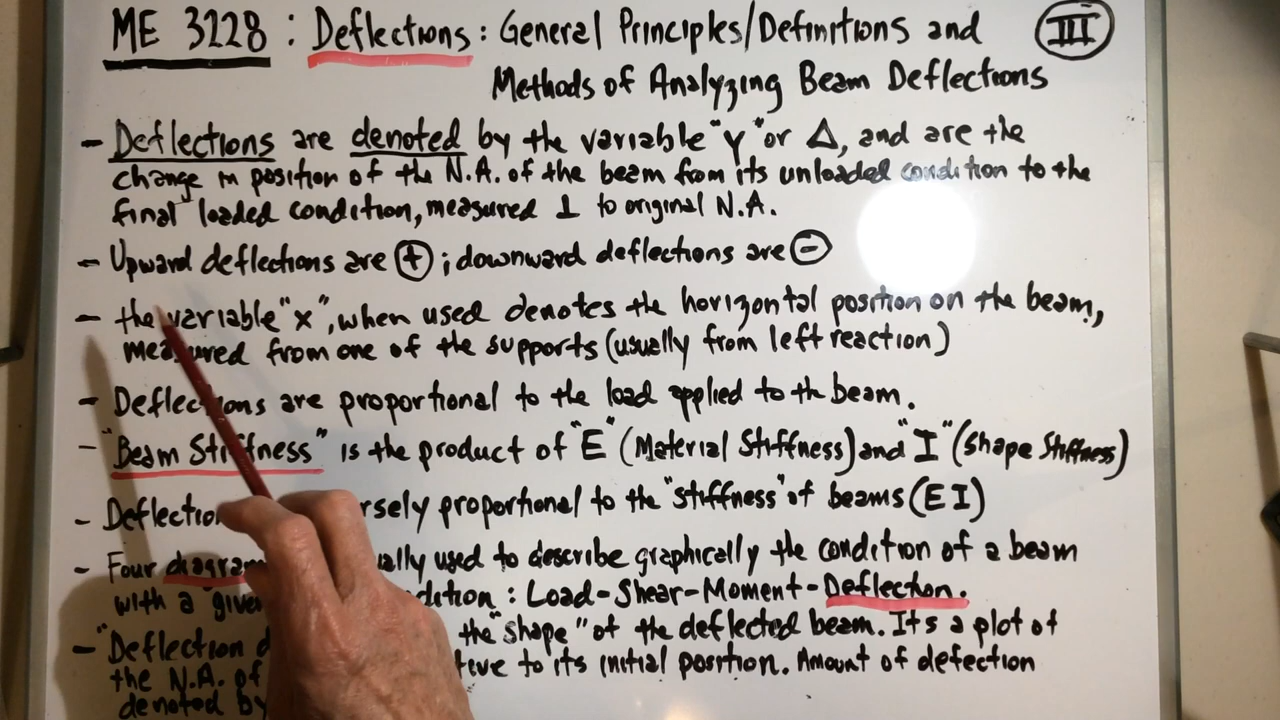 ME 3228 : Deflections : General Principles/Definitions and III
Methods of Analyzing Beam Deflections
- Deflections are denoted by the variable "y" or Δ, and are the
change in position of the N.A. of the beam from its unloaded condition to the
final loaded condition, measured ⊥ to original N.A.
- Upward deflections are ⊕ ; downward deflections are ⊖
- the variable "x", when used denotes the horizontal position on the beam,
measured from one of the supports (usually from left reaction)
- Deflections are proportional to the load applied to th beam.
- "Beam Stiffness" is the product of "E" (Material Stiffness) and "I" (Shape Stiffness)
- Deflection rsely proportional to the "stiffness" of beams (EI)
- Four diagram ally used to describe graphically the condition of a beam
with a give dition : Load-Shear-Moment-Deflection.
- "Deflection d the "shape" of the deflected beam. It's a plot of
the N.A. of tive to its initial position. Amount of defection
denoted by